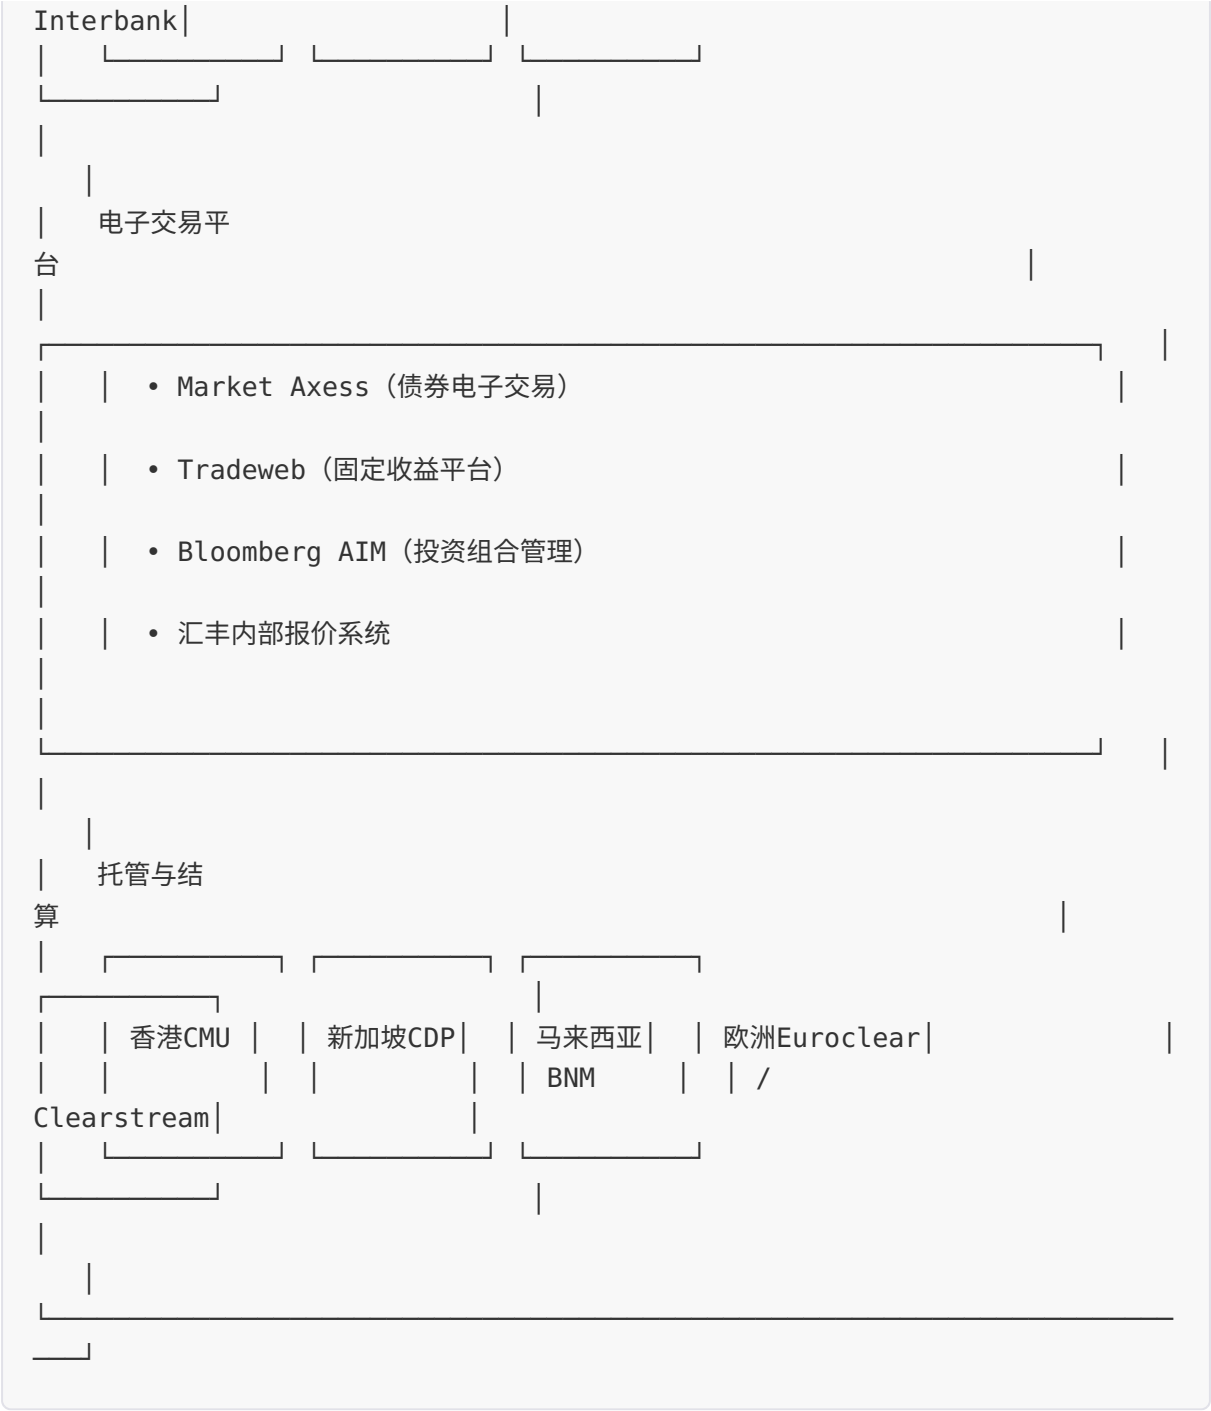 Interbank│                   │
│   └──────────┘ └──────────┘ └──────────┘
└──────────┘                   │
│
   │
│   电子交易平
台                                                           │
│
┌────────────────────────────────────────────────────────────────┐   │
│   │  • Market Axess（债券电子交易）                                 │
│
│   │  • Tradeweb（固定收益平台）                                     │
│
│   │  • Bloomberg AIM（投资组合管理）                                │
│
│   │  • 汇丰内部报价系统                                            │
│
│
└────────────────────────────────────────────────────────────────┘   │
│
   │
│   托管与结
算                                                             │
│   ┌──────────┐ ┌──────────┐ ┌──────────┐
┌──────────┐                   │
│   │ 香港CMU │  │ 新加坡CDP│  │ 马来西亚│  │ 欧洲Euroclear│              │
│   │         │  │         │  │ BNM     │  │ /
Clearstream│               │
│   └──────────┘ └──────────┘ └──────────┘
└──────────┘                   │
│
   │
└─────────────────────────────────────────────────────────────────────
───┘